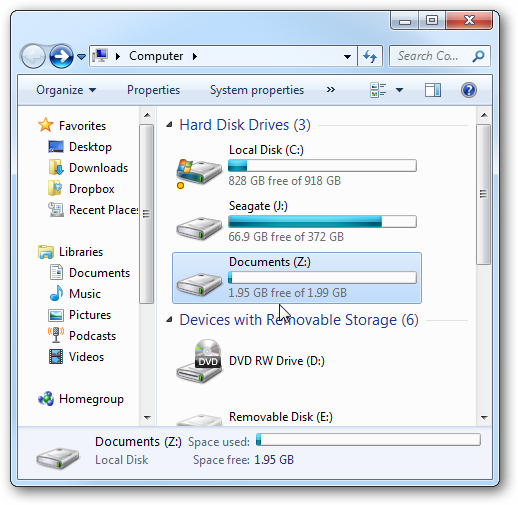 Computer
Search Co...
Organize
Properties
System properties
»
Favorites
Desktop
Downloads
Dropbox
Recent Places
Libraries
Documents
Music
Pictures
Podcasts
Videos
Homegroup
Hard Disk Drives (3)
Local Disk (C:)
828 GB free of 918 GB
Seagate (J:)
66.9 GB free of 372 GB
Documents (Z:)
1.95 GB free of 1.99 GB
Devices with Removable Storage (6)
DVD
DVD RW Drive (D:)
Removable Disk (E:)
Documents (Z:) Space used:
Local Disk Space free: 1.95 GB